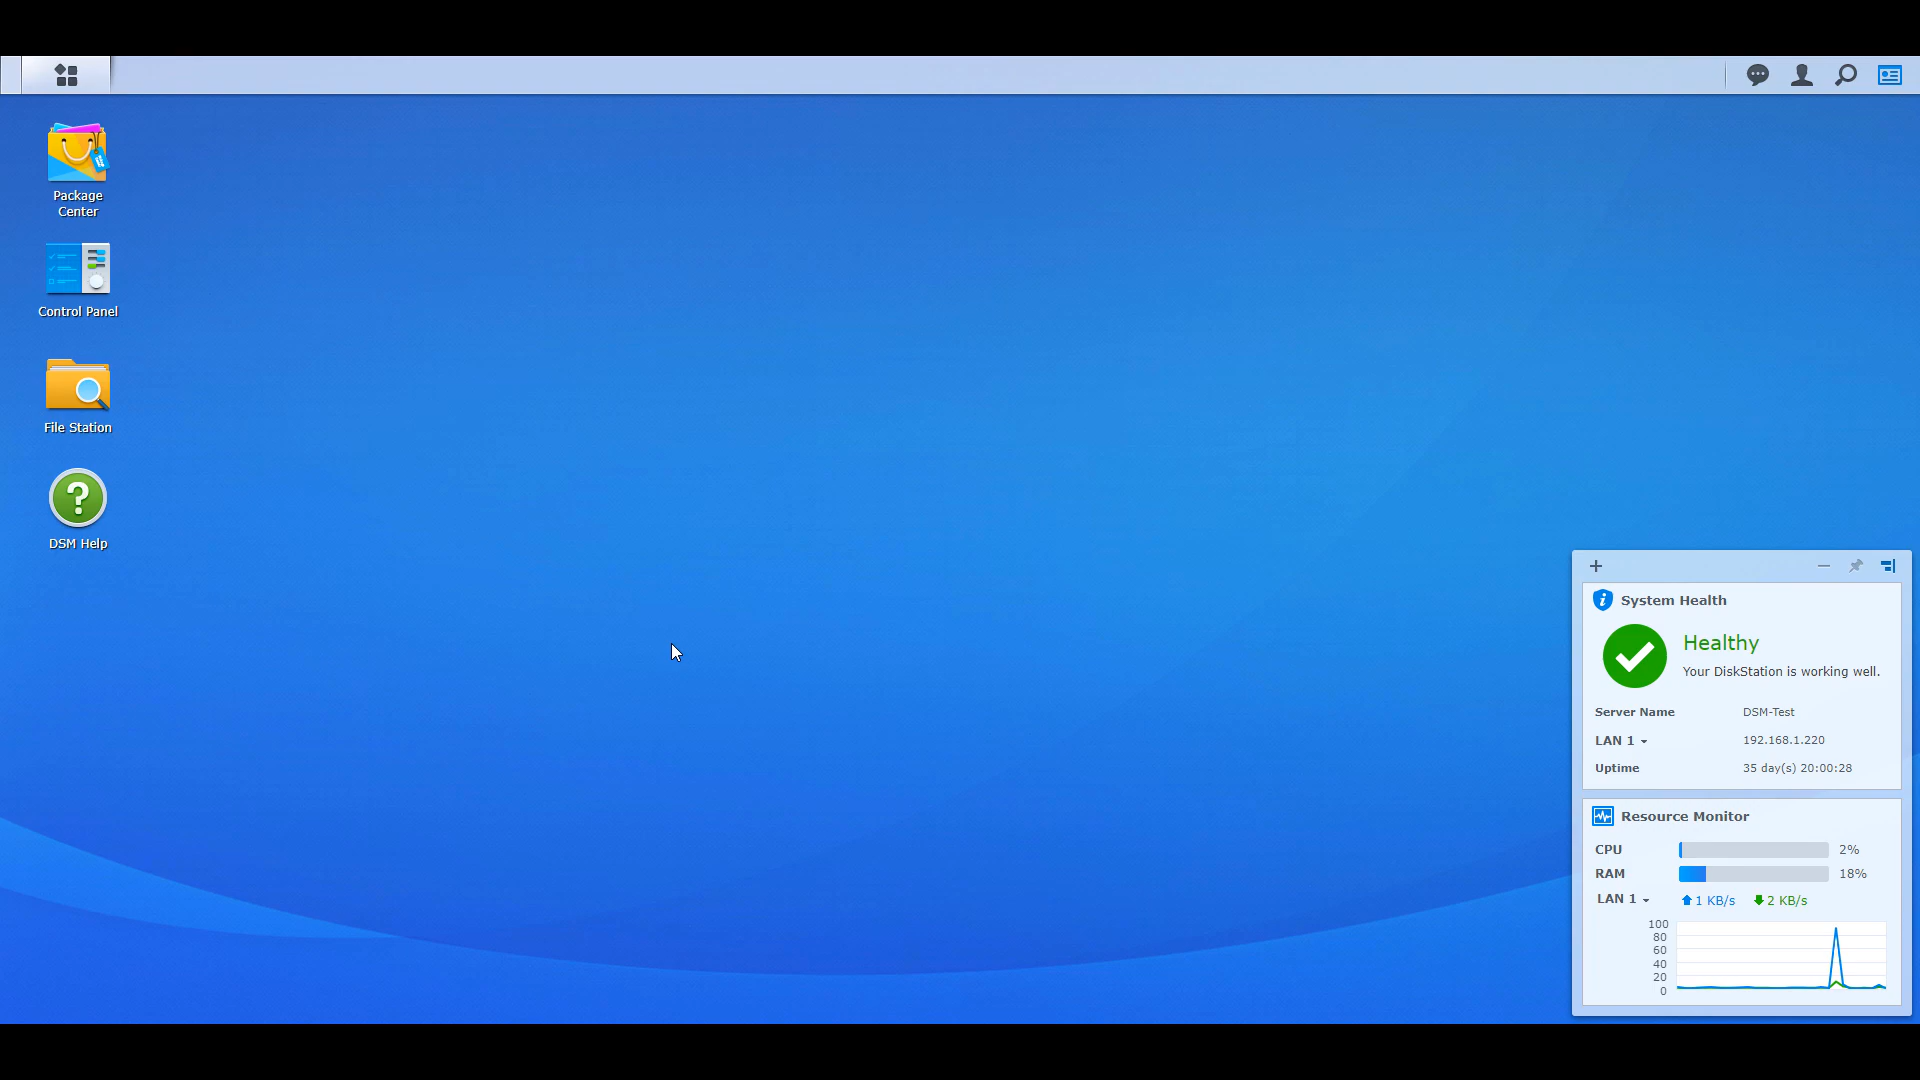 Package
Center
Control Panel
File Station
DSM Help
System Health
Healthy
Your DiskStation is working well.
Server Name DSM-Test
LAN 1 192.168.1.220
Uptime 35 day(s) 20:00:28
Resource Monitor
CPU 2%
RAM 18%
LAN 1 1 KB/s 2 KB/s
100
80
60
40
20
0